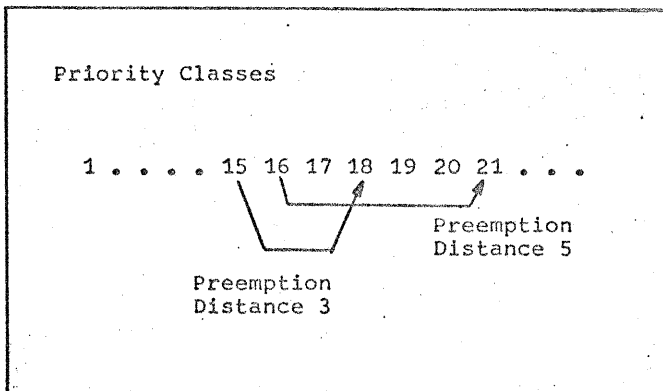 Priority Classes
1 . . . . 15 16 17 18 19 20 21 . . .
Preemption
Distance 5
Preemption
Distance 3